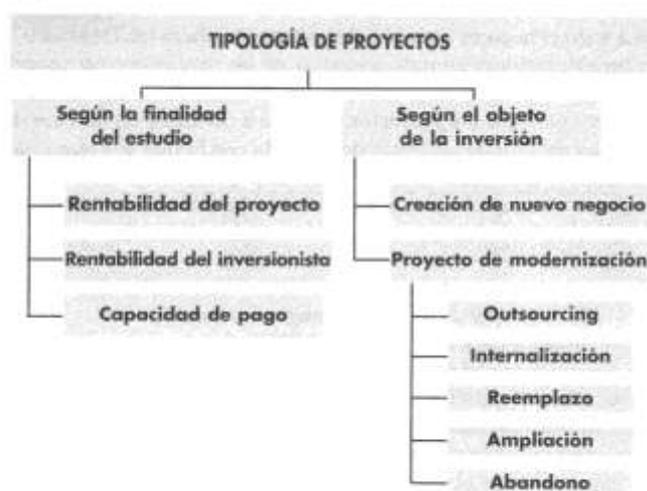 TIPOLOGÍA DE PROYECTOS
Según la finalidad
del estudio
Rentabilidad del proyecto
Rentabilidad del inversionista
Capacidad de pago
Según el objeto
de la inversión
Creación de nuevo negocio
Proyecto de modernización
Outsourcing
Internalización
Reemplazo
Ampliación
Abandono